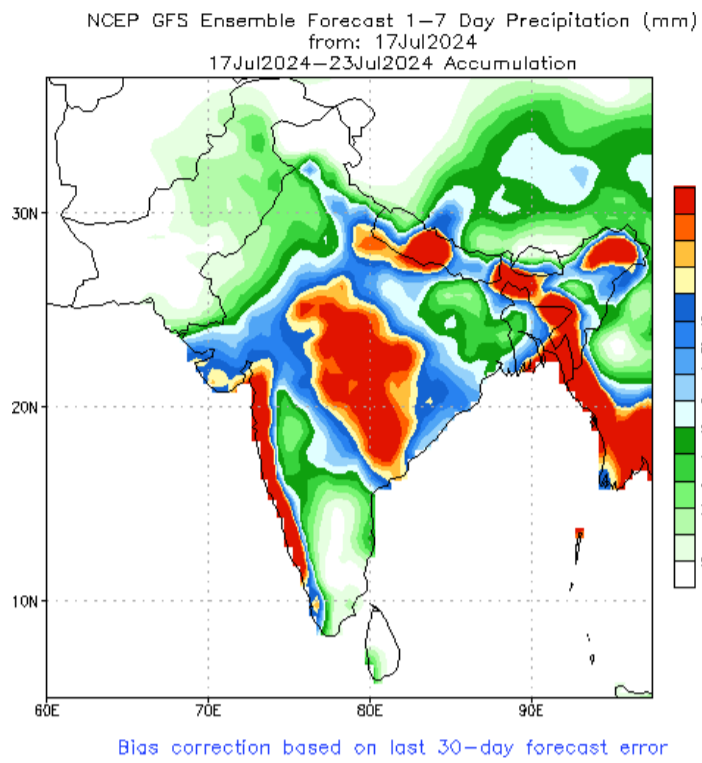 NCEP GFS Ensemble Forecast 1-7 Day Precipitation (mm)
from: 17Jul2024
17Jul2024-23Jul2024 Accumulation
30N
20N
10N
60E
70E
80E
90E
Bias correction based on last 30-day forecast error